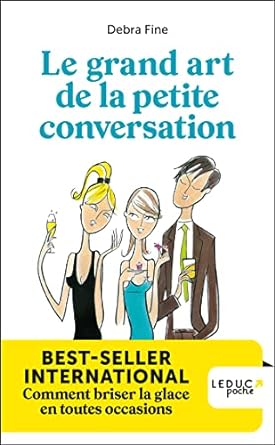 Debra Fine
Le grand art
de la petite
conversation
BEST-SELLER
INTERNATIONAL
Comment briser la glace
en toutes occasions
LEDUC
poche